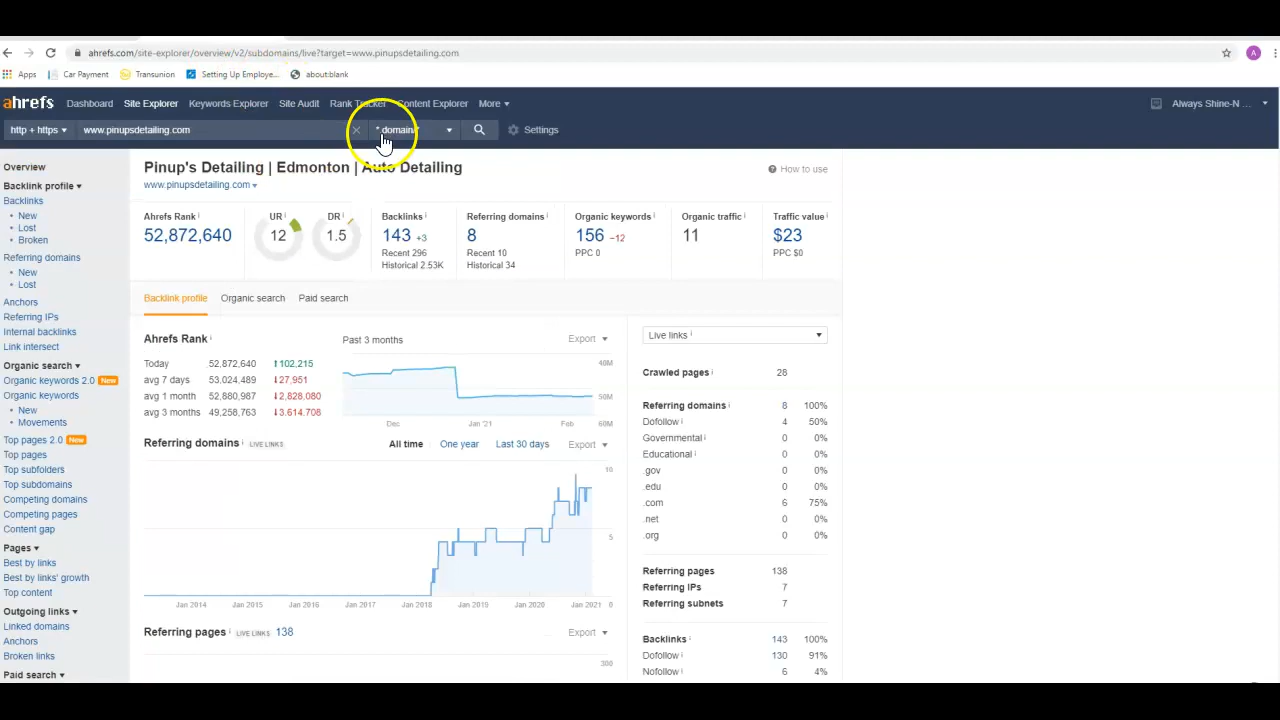 ahrefs.com/site-explorer/overview/v2/subdomains/live?target=www.pinupsdetailing.com
A
Apps Car Payment Transunion Setting Up Employe... about:blank
ahrefs Dashboard Site Explorer Keywords Explorer Site Audit Rank Tracker Content Explorer More Always Shine-N ...
http + https www.pinupsdetailing.com *.domain/* Settings
Overview
Backlink profile
Backlinks
New
Lost
Broken
Referring domains
New
Lost
Anchors
Referring IPs
Internal backlinks
Link intersect
Organic search
Organic keywords 2.0 New
Organic keywords
New
Movements
Top pages 2.0 New
Top pages
Top subfolders
Top subdomains
Competing domains
Competing pages
Content gap
Pages
Best by links
Best by links' growth
Top content
Outgoing links
Linked domains
Anchors
Broken links
Paid search
Pinup's Detailing | Edmonton | Auto Detailing
How to use
www.pinupsdetailing.com
Ahrefs Rank i
52,872,640
UR i
12
DR i
1.5
Backlinks i
143 +3
Recent 296
Historical 2.53K
Referring domains i
8
Recent 10
Historical 34
Organic keywords i
156 −12
PPC 0
Organic traffic i
11
Traffic value i
$23
PPC $0
Backlink profile Organic search Paid search
Ahrefs Rank i
Past 3 months Export
Today 52,872,640 ↑102,215
avg 7 days 53,024,489 ↓27,951
avg 1 month 52,880,987 ↓2,828,080
avg 3 months 49,258,763 ↓3,614,708
40M
50M
60M
Dec Jan '21 Feb
Referring domains i LIVE LINKS All time One year Last 30 days Export
10
5
0
Jan 2014 Jan 2015 Jan 2016 Jan 2017 Jan 2018 Jan 2019 Jan 2020 Jan 2021
Referring pages i LIVE LINKS 138 Export
300
Live links i
Crawled pages i 28
Referring domains i 8 100%
Dofollow i 4 50%
Governmental i 0 0%
Educational i 0 0%
.gov 0 0%
.edu 0 0%
.com 6 75%
.net 0 0%
.org 0 0%
Referring pages 138
Referring IPs 7
Referring subnets 7
Backlinks i 143 100%
Dofollow i 130 91%
Nofollow i 6 4%